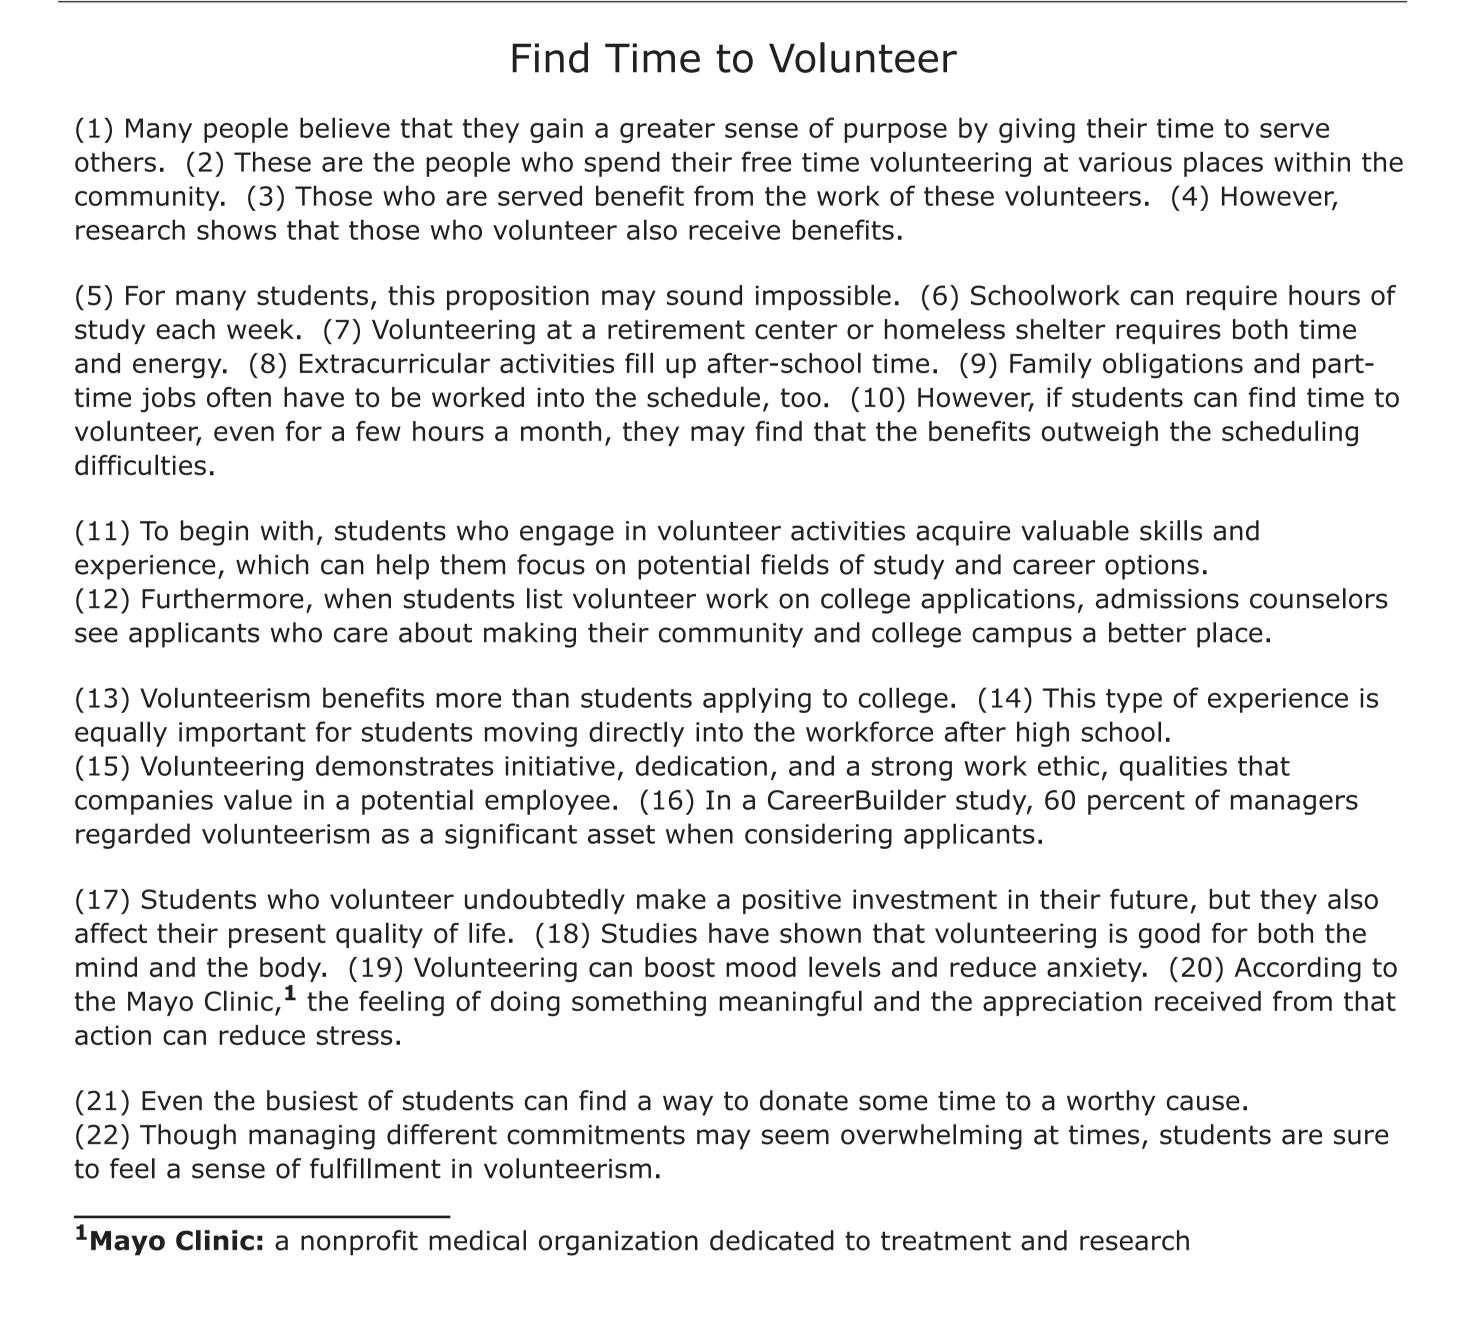 Find Time to Volunteer
(1) Many people believe that they gain a greater sense of purpose by giving their time to serve
others.  (2) These are the people who spend their free time volunteering at various places within the
community.  (3) Those who are served benefit from the work of these volunteers.  (4) However,
research shows that those who volunteer also receive benefits.
(5) For many students, this proposition may sound impossible.  (6) Schoolwork can require hours of
study each week.  (7) Volunteering at a retirement center or homeless shelter requires both time
and energy.  (8) Extracurricular activities fill up after-school time.  (9) Family obligations and part-
time jobs often have to be worked into the schedule, too.  (10) However, if students can find time to
volunteer, even for a few hours a month, they may find that the benefits outweigh the scheduling
difficulties.
(11) To begin with, students who engage in volunteer activities acquire valuable skills and
experience, which can help them focus on potential fields of study and career options.
(12) Furthermore, when students list volunteer work on college applications, admissions counselors
see applicants who care about making their community and college campus a better place.
(13) Volunteerism benefits more than students applying to college.  (14) This type of experience is
equally important for students moving directly into the workforce after high school.
(15) Volunteering demonstrates initiative, dedication, and a strong work ethic, qualities that
companies value in a potential employee.  (16) In a CareerBuilder study, 60 percent of managers
regarded volunteerism as a significant asset when considering applicants.
(17) Students who volunteer undoubtedly make a positive investment in their future, but they also
affect their present quality of life.  (18) Studies have shown that volunteering is good for both the
mind and the body.  (19) Volunteering can boost mood levels and reduce anxiety.  (20) According to
the Mayo Clinic,¹ the feeling of doing something meaningful and the appreciation received from that
action can reduce stress.
(21) Even the busiest of students can find a way to donate some time to a worthy cause.
(22) Though managing different commitments may seem overwhelming at times, students are sure
to feel a sense of fulfillment in volunteerism.
¹Mayo Clinic: a nonprofit medical organization dedicated to treatment and research